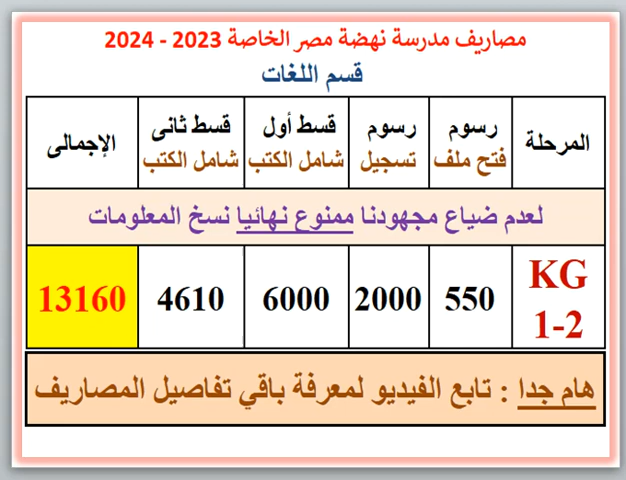 مصاريف مدرسة نهضة مصر الخاصة 2023 - 2024
قسم اللغات
المرحلة
رسوم
فتح ملف
رسوم
تسجيل
قسط أول
شامل الكتب
قسط ثانى
شامل الكتب
الإجمالى
لعدم ضياع مجهودنا ممنوع نهائيا نسخ المعلومات
KG
1-2
550
2000
6000
4610
13160
هام جدا : تابع الفيديو لمعرفة باقي تفاصيل المصاريف